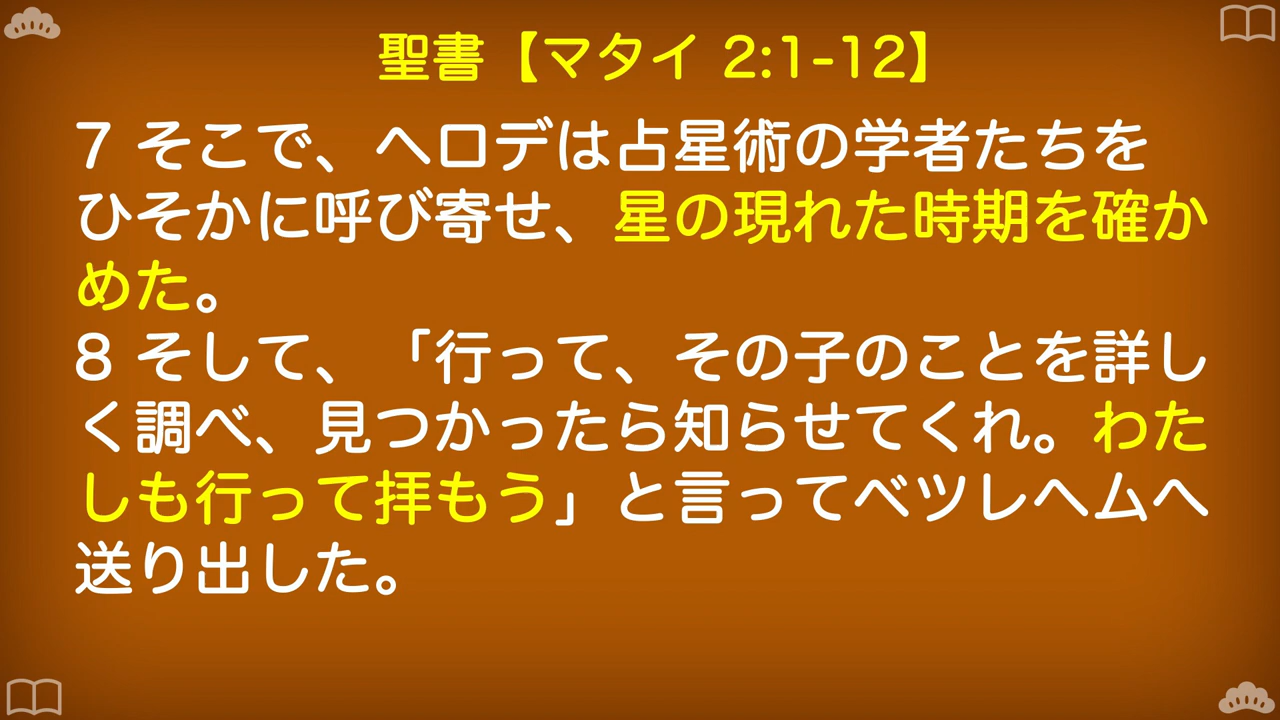 聖書【マタイ 2:1-12】
7 そこで、ヘロデは占星術の学者たちを
ひそかに呼び寄せ、星の現れた時期を確か
めた。
8 そして、「行って、その子のことを詳し
く調べ、見つかったら知らせてくれ。わた
しも行って拝もう」と言ってベツレヘムへ
送り出した。